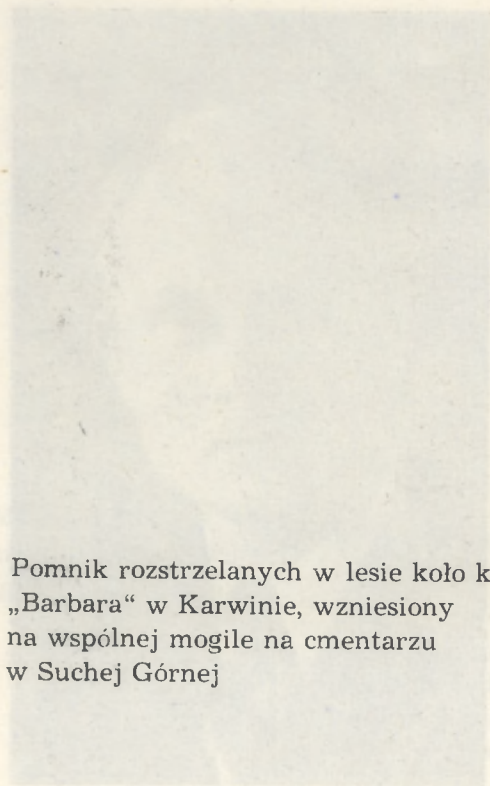 Pomnik rozstrzelanych w lesie koło k
„Barbara“ w Karwinie, wzniesiony
na wspólnej mogile na cmentarzu
w Suchej Górnej